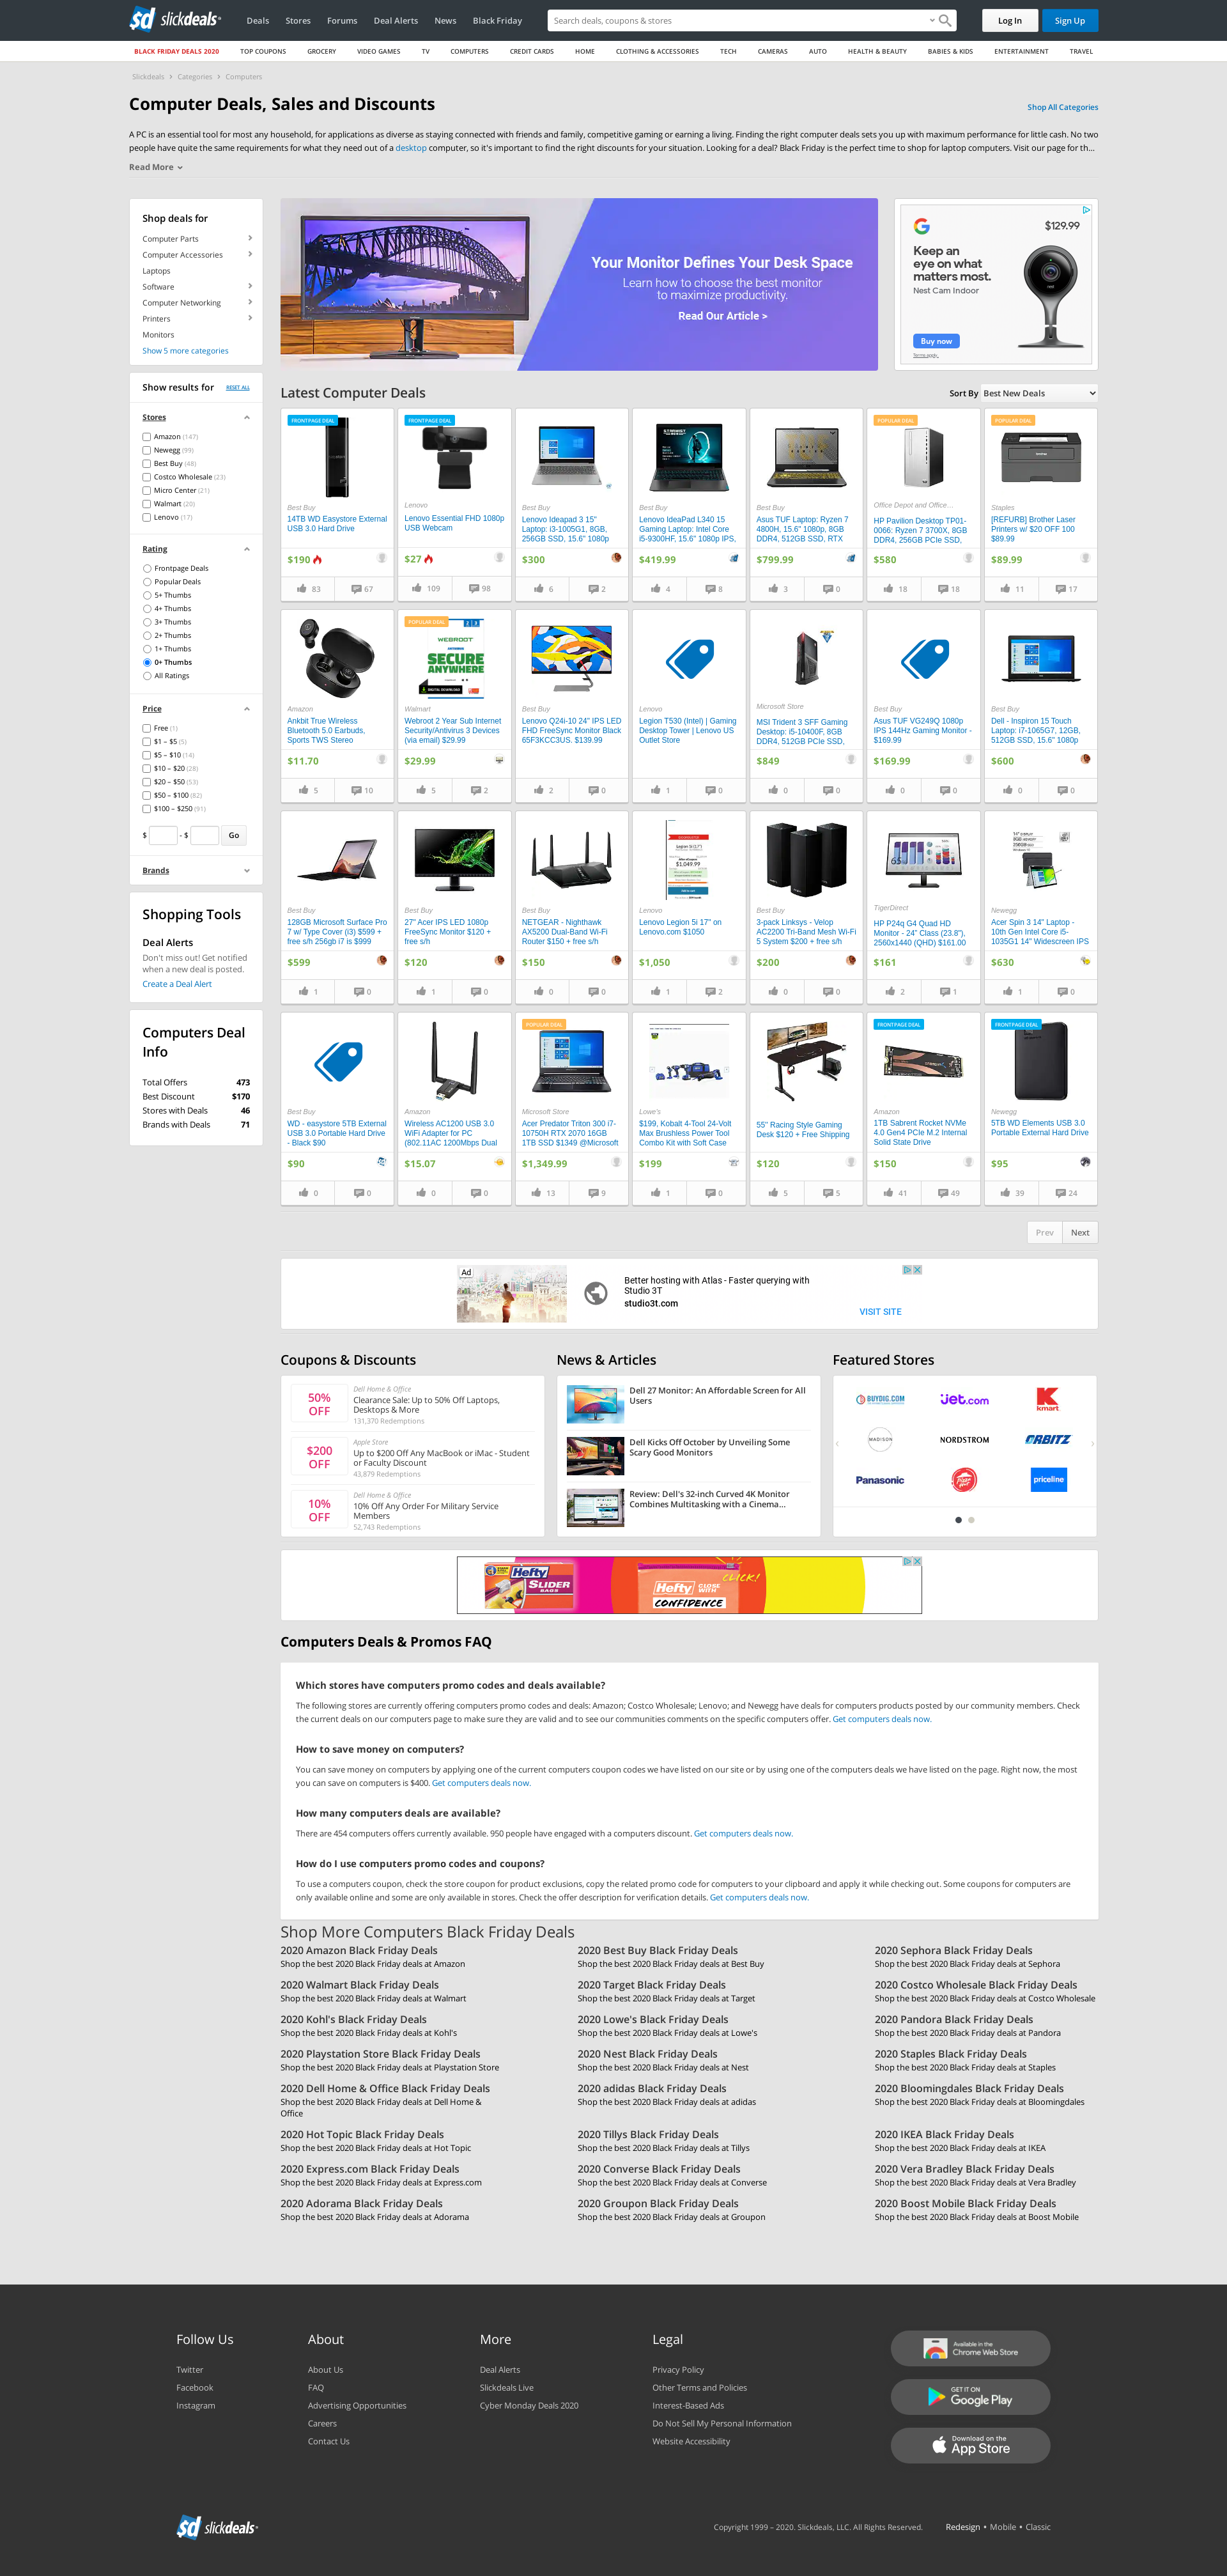 slickdeals
Deals
Stores
Forums
Deal Alerts
News
Black Friday
Search deals, coupons & stores
Log In
Sign Up
BLACK FRIDAY DEALS 2020
TOP COUPONS
GROCERY
VIDEO GAMES
TV
COMPUTERS
CREDIT CARDS
HOME
CLOTHING & ACCESSORIES
TECH
CAMERAS
AUTO
HEALTH & BEAUTY
BABIES & KIDS
ENTERTAINMENT
TRAVEL
Slickdeals › Categories › Computers
Computer Deals, Sales and Discounts
Shop All Categories
A PC is an essential tool for most any household, for applications as diverse as staying connected with friends and family, competitive gaming or earning a living. Finding the right computer deals sets you up with maximum performance for little cash. No two
people have quite the same requirements for what they need out of a desktop computer, so it's important to find the right discounts for your situation. Looking for a deal? Black Friday is the perfect time to shop for laptop computers. Visit our page for th...
Read More
Shop deals for
Computer Parts
Computer Accessories
Laptops
Software
Computer Networking
Printers
Monitors
Show 5 more categories
Show results for
RESET ALL
Stores
Amazon (147)
Newegg (99)
Best Buy (48)
Costco Wholesale (23)
Micro Center (21)
Walmart (20)
Lenovo (17)
Rating
Frontpage Deals
Popular Deals
5+ Thumbs
4+ Thumbs
3+ Thumbs
2+ Thumbs
1+ Thumbs
0+ Thumbs
All Ratings
Price
Free (1)
$1 – $5 (5)
$5 – $10 (14)
$10 – $20 (28)
$20 – $50 (53)
$50 – $100 (82)
$100 – $250 (91)
$ - $ Go
Brands
Shopping Tools
Deal Alerts
Don't miss out! Get notified
when a new deal is posted.
Create a Deal Alert
Computers Deal
Info
Total Offers 473
Best Discount $170
Stores with Deals 46
Brands with Deals 71
Your Monitor Defines Your Desk Space
Learn how to choose the best monitor
to maximize productivity.
Read Our Article >
$129.99
Keep an
eye on what
matters most.
Nest Cam Indoor
Buy now
Terms apply.
Latest Computer Deals
Sort By
Best New Deals
FRONTPAGE DEAL
Best Buy
14TB WD Easystore External
USB 3.0 Hard Drive
$190
83
67
FRONTPAGE DEAL
Lenovo
Lenovo Essential FHD 1080p
USB Webcam
$27
109
98
Best Buy
Lenovo Ideapad 3 15"
Laptop: i3-1005G1, 8GB,
256GB SSD, 15.6" 1080p
$300
6
2
Best Buy
Lenovo IdeaPad L340 15
Gaming Laptop: Intel Core
i5-9300HF, 15.6" 1080p IPS,
$419.99
4
8
Best Buy
Asus TUF Laptop: Ryzen 7
4800H, 15.6" 1080p, 8GB
DDR4, 512GB SSD, RTX
$799.99
3
0
POPULAR DEAL
Office Depot and Office...
HP Pavilion Desktop TP01-
0066: Ryzen 7 3700X, 8GB
DDR4, 256GB PCIe SSD,
$580
18
18
POPULAR DEAL
Staples
[REFURB] Brother Laser
Printers w/ $20 OFF 100
$89.99
$89.99
11
17
Amazon
Ankbit True Wireless
Bluetooth 5.0 Earbuds,
Sports TWS Stereo
$11.70
5
10
POPULAR DEAL
WEBROOT
SECURE
ANYWHERE
Walmart
Webroot 2 Year Sub Internet
Security/Antivirus 3 Devices
(via email) $29.99
$29.99
5
2
Best Buy
Lenovo Q24i-10 24" IPS LED
FHD FreeSync Monitor Black
65F3KCC3US. $139.99
2
0
Lenovo
Legion T530 (Intel) | Gaming
Desktop Tower | Lenovo US
Outlet Store
1
0
Microsoft Store
MSI Trident 3 SFF Gaming
Desktop: i5-10400F, 8GB
DDR4, 512GB PCIe SSD,
$849
0
0
Best Buy
Asus TUF VG249Q 1080p
IPS 144Hz Gaming Monitor -
$169.99
$169.99
0
0
Best Buy
Dell - Inspiron 15 Touch
Laptop: i7-1065G7, 12GB,
512GB SSD, 15.6" 1080p
$600
0
0
Best Buy
128GB Microsoft Surface Pro
7 w/ Type Cover (i3) $599 +
free s/h 256gb i7 is $999
$599
1
0
Best Buy
27" Acer IPS LED 1080p
FreeSync Monitor $120 +
free s/h
$120
1
0
Best Buy
NETGEAR - Nighthawk
AX5200 Dual-Band Wi-Fi
Router $150 + free s/h
$150
0
0
$1,049.99
Lenovo
Lenovo Legion 5i 17" on
Lenovo.com $1050
$1,050
1
2
Best Buy
3-pack Linksys - Velop
AC2200 Tri-Band Mesh Wi-Fi
5 System $200 + free s/h
$200
0
0
TigerDirect
HP P24q G4 Quad HD
Monitor - 24" Class (23.8"),
2560x1440 (QHD) $161.00
$161
2
1
Newegg
Acer Spin 3 14" Laptop -
10th Gen Intel Core i5-
1035G1 14" Widescreen IPS
$630
1
0
Best Buy
WD - easystore 5TB External
USB 3.0 Portable Hard Drive
- Black $90
$90
0
0
Amazon
Wireless AC1200 USB 3.0
WiFi Adapter for PC
(802.11AC 1200Mbps Dual
$15.07
0
0
POPULAR DEAL
Microsoft Store
Acer Predator Triton 300 i7-
10750H RTX 2070 16GB
1TB SSD $1349 @Microsoft
$1,349.99
13
9
Lowe's
$199, Kobalt 4-Tool 24-Volt
Max Brushless Power Tool
Combo Kit with Soft Case
$199
1
0
55" Racing Style Gaming
Desk $120 + Free Shipping
$120
5
5
FRONTPAGE DEAL
Amazon
1TB Sabrent Rocket NVMe
4.0 Gen4 PCIe M.2 Internal
Solid State Drive
$150
41
49
FRONTPAGE DEAL
Newegg
5TB WD Elements USB 3.0
Portable External Hard Drive
$95
39
24
Prev
Next
Ad
Better hosting with Atlas - Faster querying with
Studio 3T
studio3t.com
VISIT SITE
Coupons & Discounts
50%
OFF
Dell Home & Office
Clearance Sale: Up to 50% Off Laptops,
Desktops & More
131,370 Redemptions
$200
OFF
Apple Store
Up to $200 Off Any MacBook or iMac - Student
or Faculty Discount
43,879 Redemptions
10%
OFF
Dell Home & Office
10% Off Any Order For Military Service
Members
52,743 Redemptions
News & Articles
Dell 27 Monitor: An Affordable Screen for All
Users
Dell Kicks Off October by Unveiling Some
Scary Good Monitors
Review: Dell's 32-inch Curved 4K Monitor
Combines Multitasking with a Cinema...
Featured Stores
BUYDIG.COM
jet.com
kmart
MADISON
NORDSTROM
ORBITZ
Panasonic
Pizza Hut
priceline
Hefty
SLIDER
BAGS
Hefty
CLOSE WITH
CONFIDENCE
CLICK!
Hefty
Computers Deals & Promos FAQ
Which stores have computers promo codes and deals available?
The following stores are currently offering computers promo codes and deals: Amazon; Costco Wholesale; Lenovo; and Newegg have deals for computers products posted by our community members. Check
the current deals on our computers page to make sure they are valid and to see our communities comments on the specific computers offer. Get computers deals now.
How to save money on computers?
You can save money on computers by applying one of the current computers coupon codes we have listed on our site or by using one of the computers deals we have listed on the page. Right now, the most
you can save on computers is $400. Get computers deals now.
How many computers deals are available?
There are 454 computers offers currently available. 950 people have engaged with a computers discount. Get computers deals now.
How do I use computers promo codes and coupons?
To use a computers coupon, check the store coupon for product exclusions, copy the related promo code for computers to your clipboard and apply it while checking out. Some coupons for computers are
only available online and some are only available in stores. Check the offer description for verification details. Get computers deals now.
Shop More Computers Black Friday Deals
2020 Amazon Black Friday Deals
Shop the best 2020 Black Friday deals at Amazon
2020 Best Buy Black Friday Deals
Shop the best 2020 Black Friday deals at Best Buy
2020 Sephora Black Friday Deals
Shop the best 2020 Black Friday deals at Sephora
2020 Walmart Black Friday Deals
Shop the best 2020 Black Friday deals at Walmart
2020 Target Black Friday Deals
Shop the best 2020 Black Friday deals at Target
2020 Costco Wholesale Black Friday Deals
Shop the best 2020 Black Friday deals at Costco Wholesale
2020 Kohl's Black Friday Deals
Shop the best 2020 Black Friday deals at Kohl's
2020 Lowe's Black Friday Deals
Shop the best 2020 Black Friday deals at Lowe's
2020 Pandora Black Friday Deals
Shop the best 2020 Black Friday deals at Pandora
2020 Playstation Store Black Friday Deals
Shop the best 2020 Black Friday deals at Playstation Store
2020 Nest Black Friday Deals
Shop the best 2020 Black Friday deals at Nest
2020 Staples Black Friday Deals
Shop the best 2020 Black Friday deals at Staples
2020 Dell Home & Office Black Friday Deals
Shop the best 2020 Black Friday deals at Dell Home &
Office
2020 adidas Black Friday Deals
Shop the best 2020 Black Friday deals at adidas
2020 Bloomingdales Black Friday Deals
Shop the best 2020 Black Friday deals at Bloomingdales
2020 Hot Topic Black Friday Deals
Shop the best 2020 Black Friday deals at Hot Topic
2020 Tillys Black Friday Deals
Shop the best 2020 Black Friday deals at Tillys
2020 IKEA Black Friday Deals
Shop the best 2020 Black Friday deals at IKEA
2020 Express.com Black Friday Deals
Shop the best 2020 Black Friday deals at Express.com
2020 Converse Black Friday Deals
Shop the best 2020 Black Friday deals at Converse
2020 Vera Bradley Black Friday Deals
Shop the best 2020 Black Friday deals at Vera Bradley
2020 Adorama Black Friday Deals
Shop the best 2020 Black Friday deals at Adorama
2020 Groupon Black Friday Deals
Shop the best 2020 Black Friday deals at Groupon
2020 Boost Mobile Black Friday Deals
Shop the best 2020 Black Friday deals at Boost Mobile
Follow Us
Twitter
Facebook
Instagram
About
About Us
FAQ
Advertising Opportunities
Careers
Contact Us
More
Deal Alerts
Slickdeals Live
Cyber Monday Deals 2020
Legal
Privacy Policy
Other Terms and Policies
Interest-Based Ads
Do Not Sell My Personal Information
Website Accessibility
Available in the
Chrome Web Store
GET IT ON
Google Play
Download on the
App Store
slickdeals
Copyright 1999 – 2020. Slickdeals, LLC. All Rights Reserved.
Redesign • Mobile • Classic